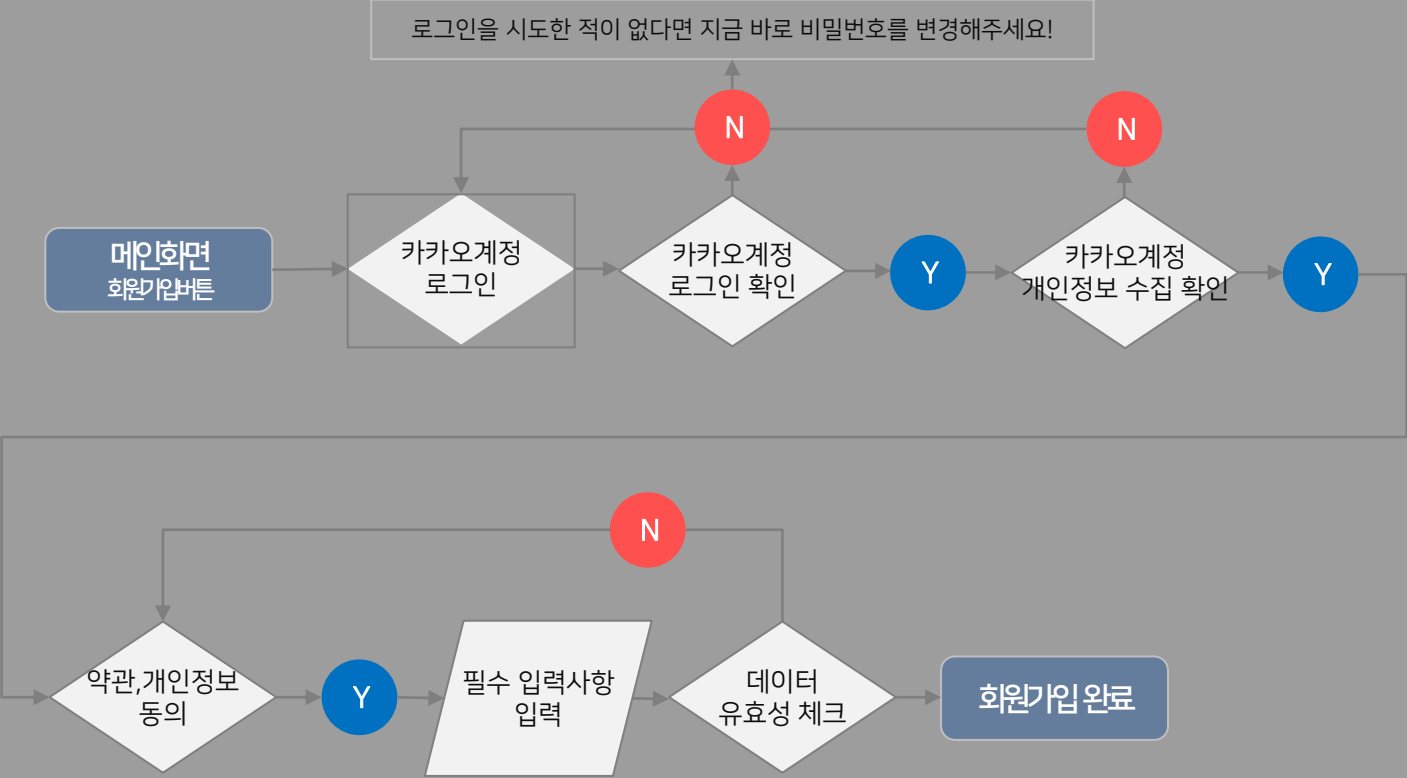 로그인을 시도한 적이 없다면 지금 바로 비밀번호를 변경해주세요!
N
N
메인화면
회원가입버튼
카카오계정
로그인
카카오계정
로그인 확인
Y
카카오계정
개인정보 수집 확인
Y
N
약관,개인정보
동의
Y
필수 입력사항
입력
데이터
유효성 체크
회원가입 완료